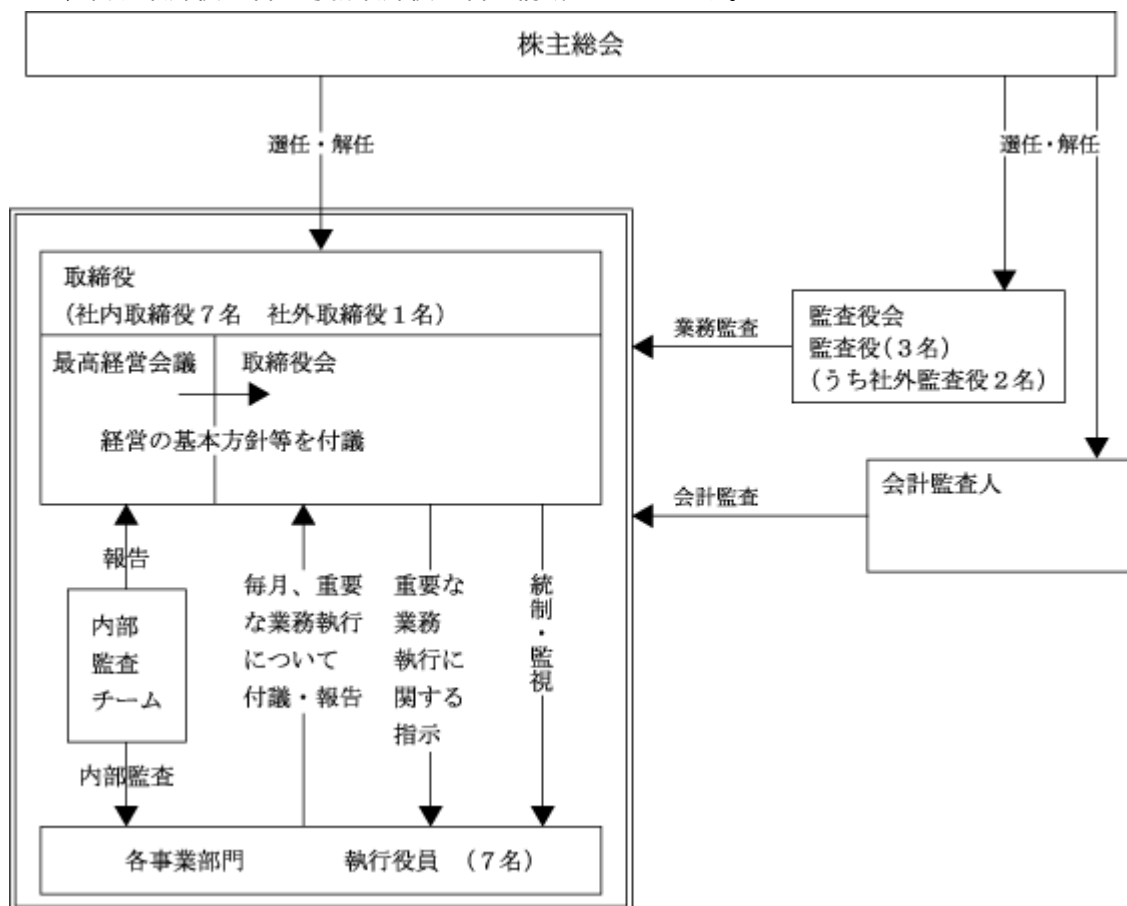 株主総会
選任・解任
選任・解任
取締役
(社内取締役7名 社外取締役1名)
最高経営会議
取締役会
経営の基本方針等を付議
業務監査
監査役会
監査役(3名)
(うち社外監査役2名)
会計監査
会計監査人
報告
内部
監査
チーム
内部監査
毎月、重要
な業務執行
について
付議・報告
重要な
業務
執行に
関する
指示
統制・監視
各事業部門
執行役員 (7名)